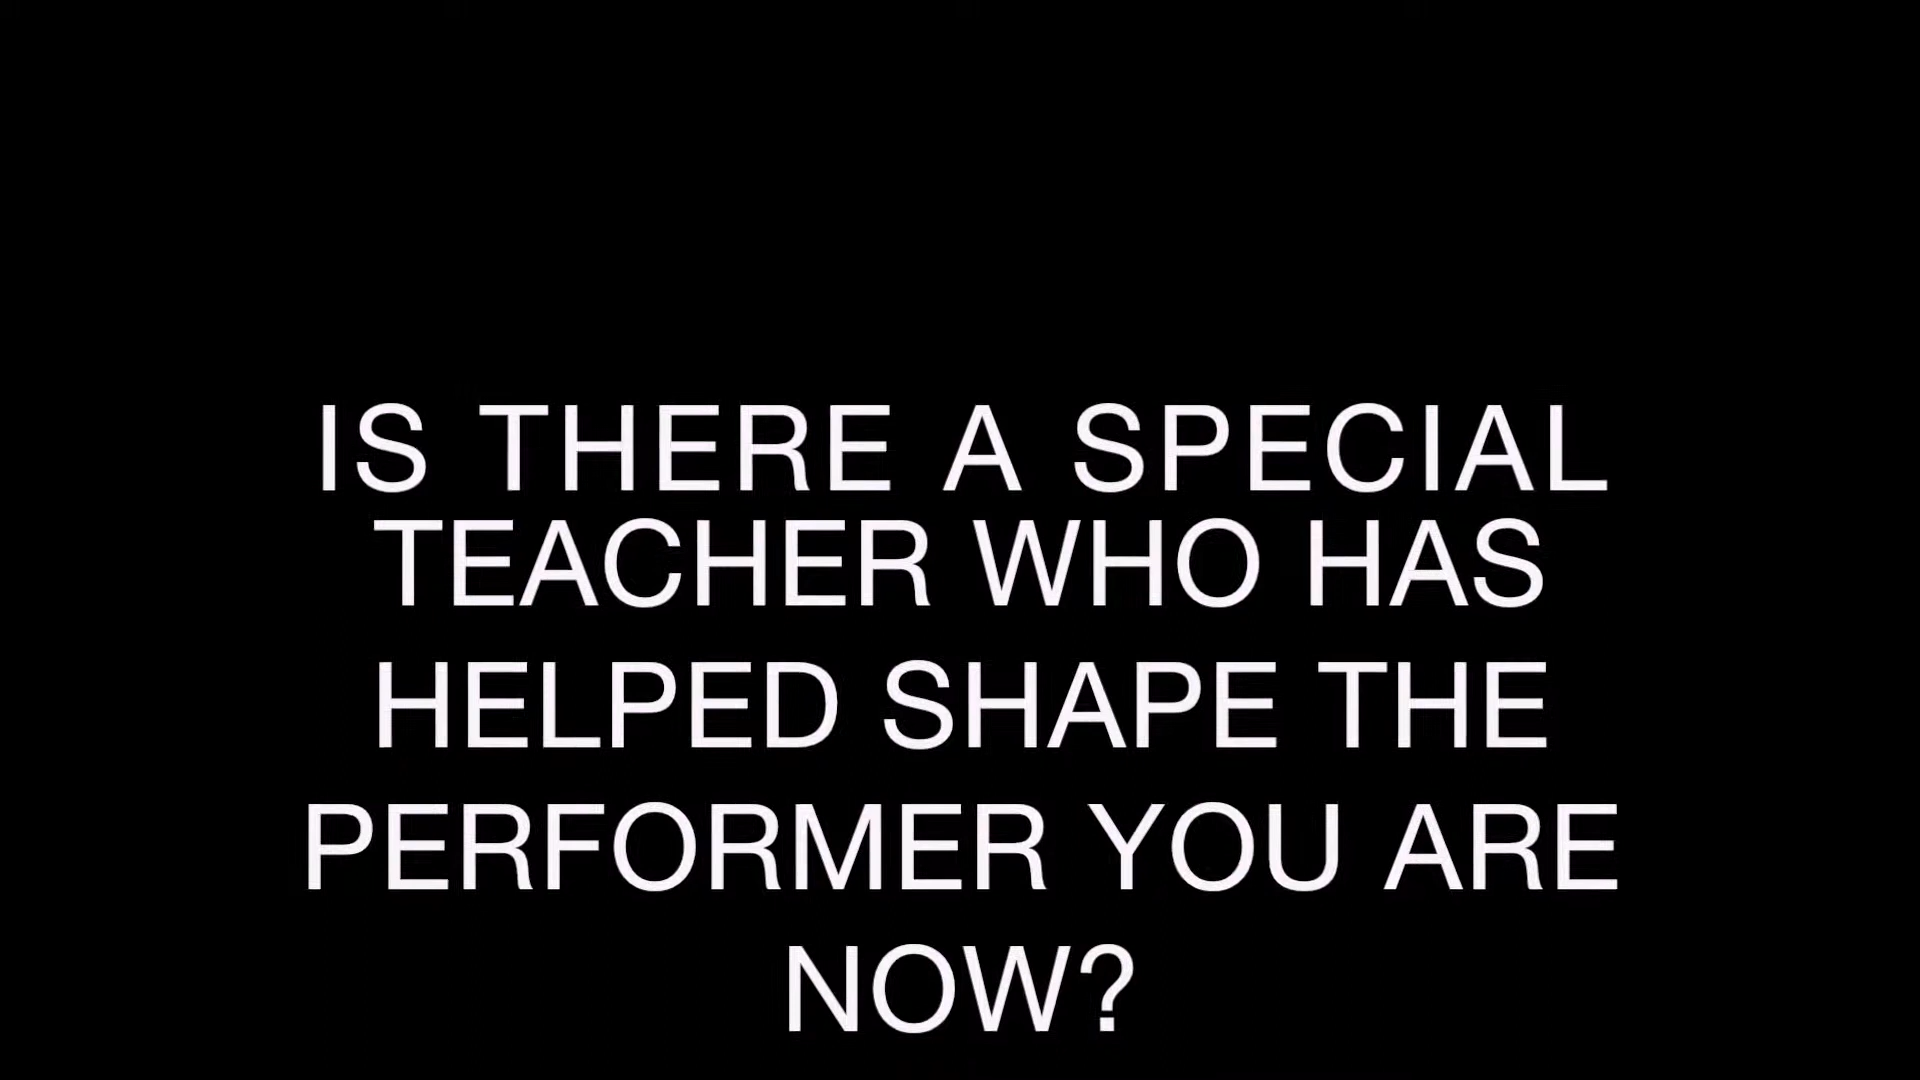 IS THERE A SPECIAL
TEACHER WHO HAS
HELPED SHAPE THE
PERFORMER YOU ARE
NOW?